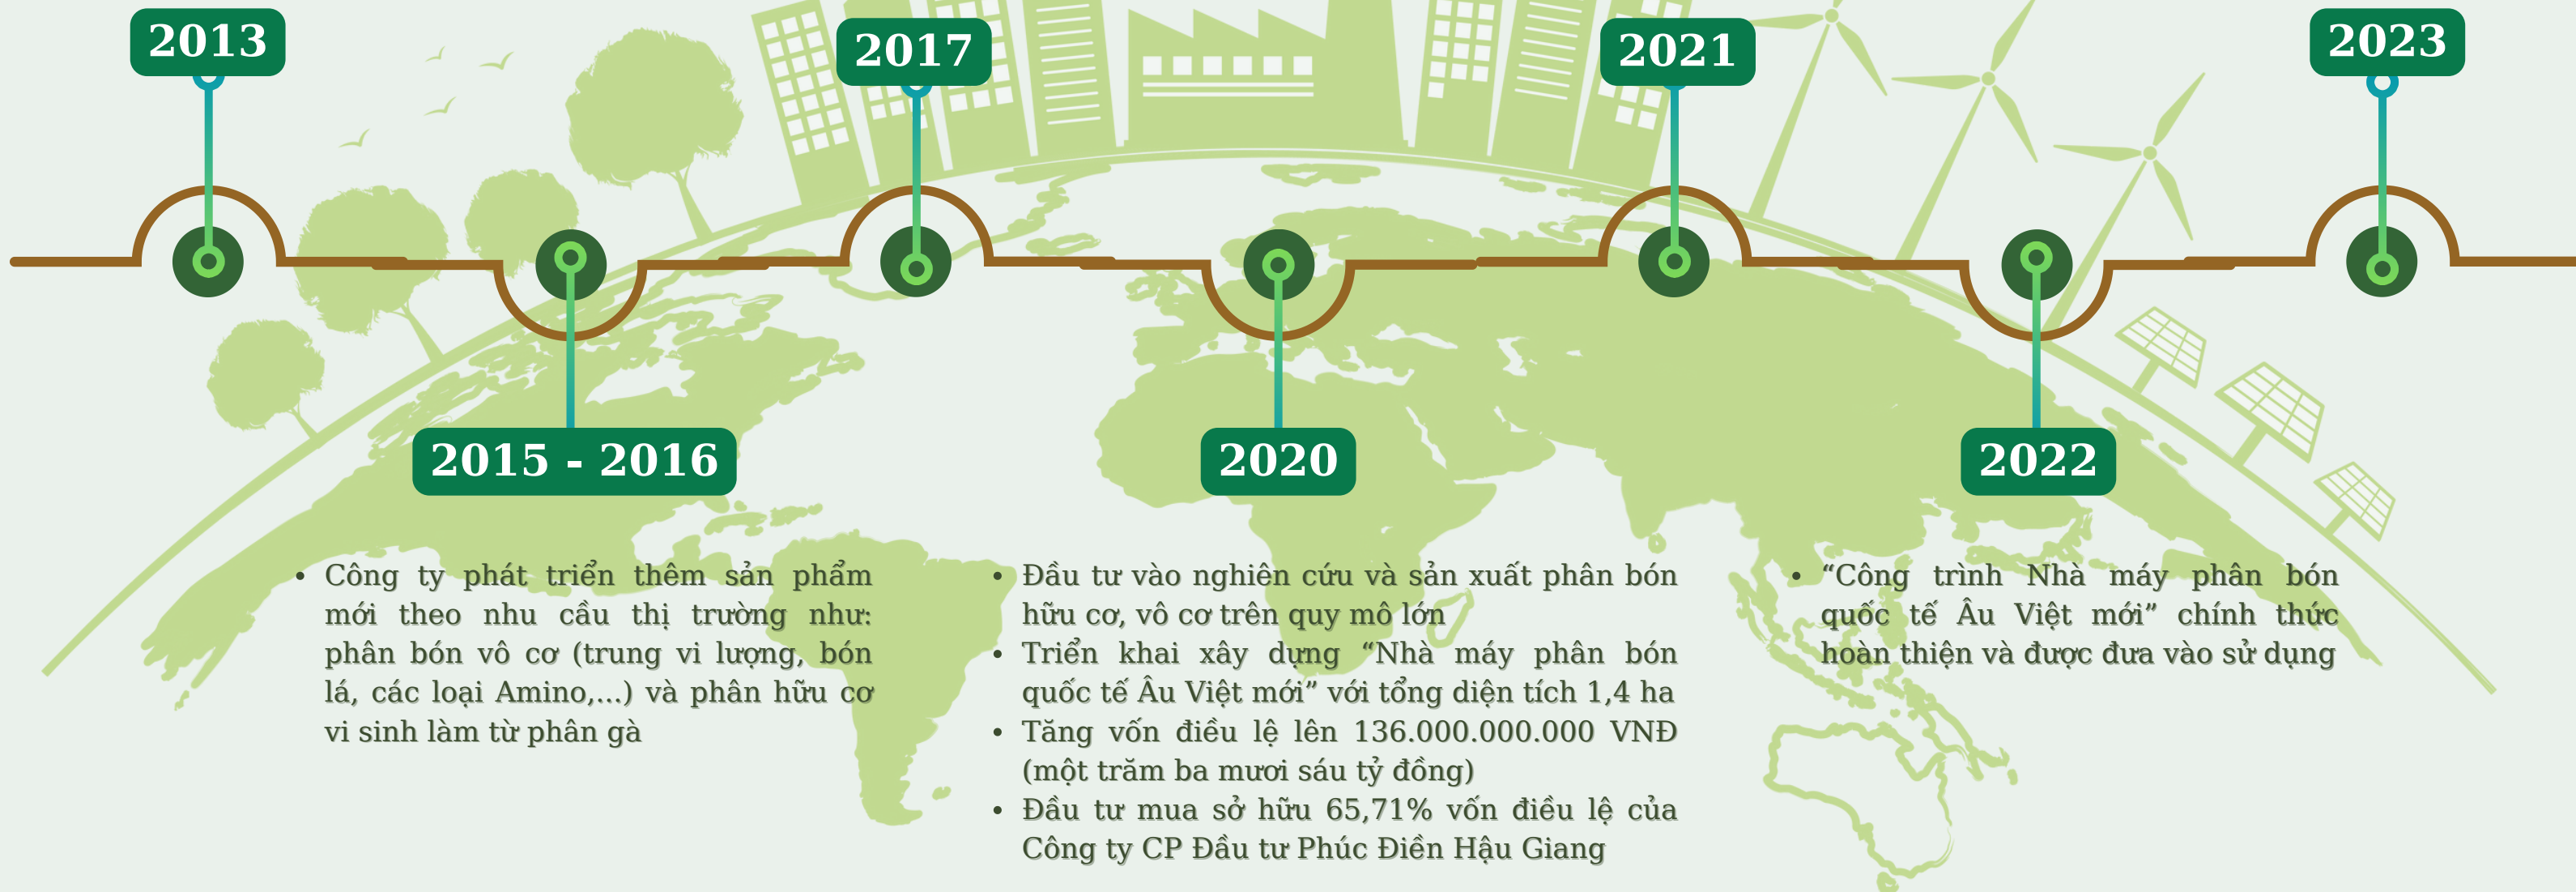 2013
2017
2021
2023
2015 - 2016
2020
2022
• Công ty phát triển thêm sản phẩm
mới theo nhu cầu thị trường như:
phân bón vô cơ (trung vi lượng, bón
lá, các loại Amino,...) và phân hữu cơ
vi sinh làm từ phân gà
• Đầu tư vào nghiên cứu và sản xuất phân bón
hữu cơ, vô cơ trên quy mô lớn
• Triển khai xây dựng “Nhà máy phân bón
quốc tế Âu Việt mới” với tổng diện tích 1,4 ha
• Tăng vốn điều lệ lên 136.000.000.000 VNĐ
(một trăm ba mươi sáu tỷ đồng)
• Đầu tư mua sở hữu 65,71% vốn điều lệ của
Công ty CP Đầu tư Phúc Điền Hậu Giang
• “Công trình Nhà máy phân bón
quốc tế Âu Việt mới” chính thức
hoàn thiện và được đưa vào sử dụng